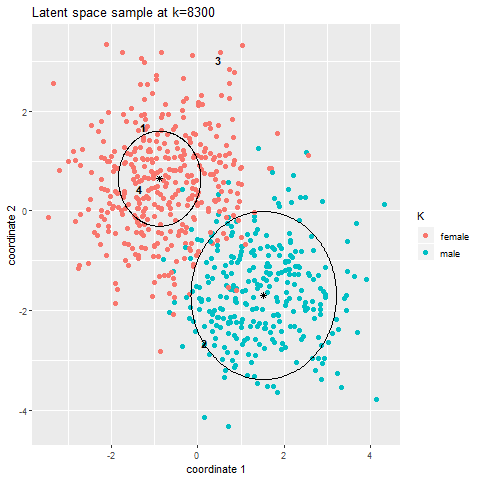 Latent space sample at k=8300
3
1
4
2
2
0
-2
-4
-2
0
2
4
coordinate 1
coordinate 2
K
female
male